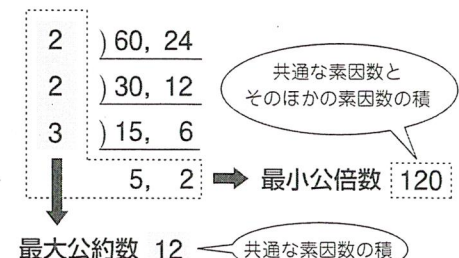 2 )60, 24
2 )30, 12
3 )15, 6
5, 2
共通な素因数と
そのほかの素因数の積
最小公倍数 120
最大公約数 12
共通な素因数の積